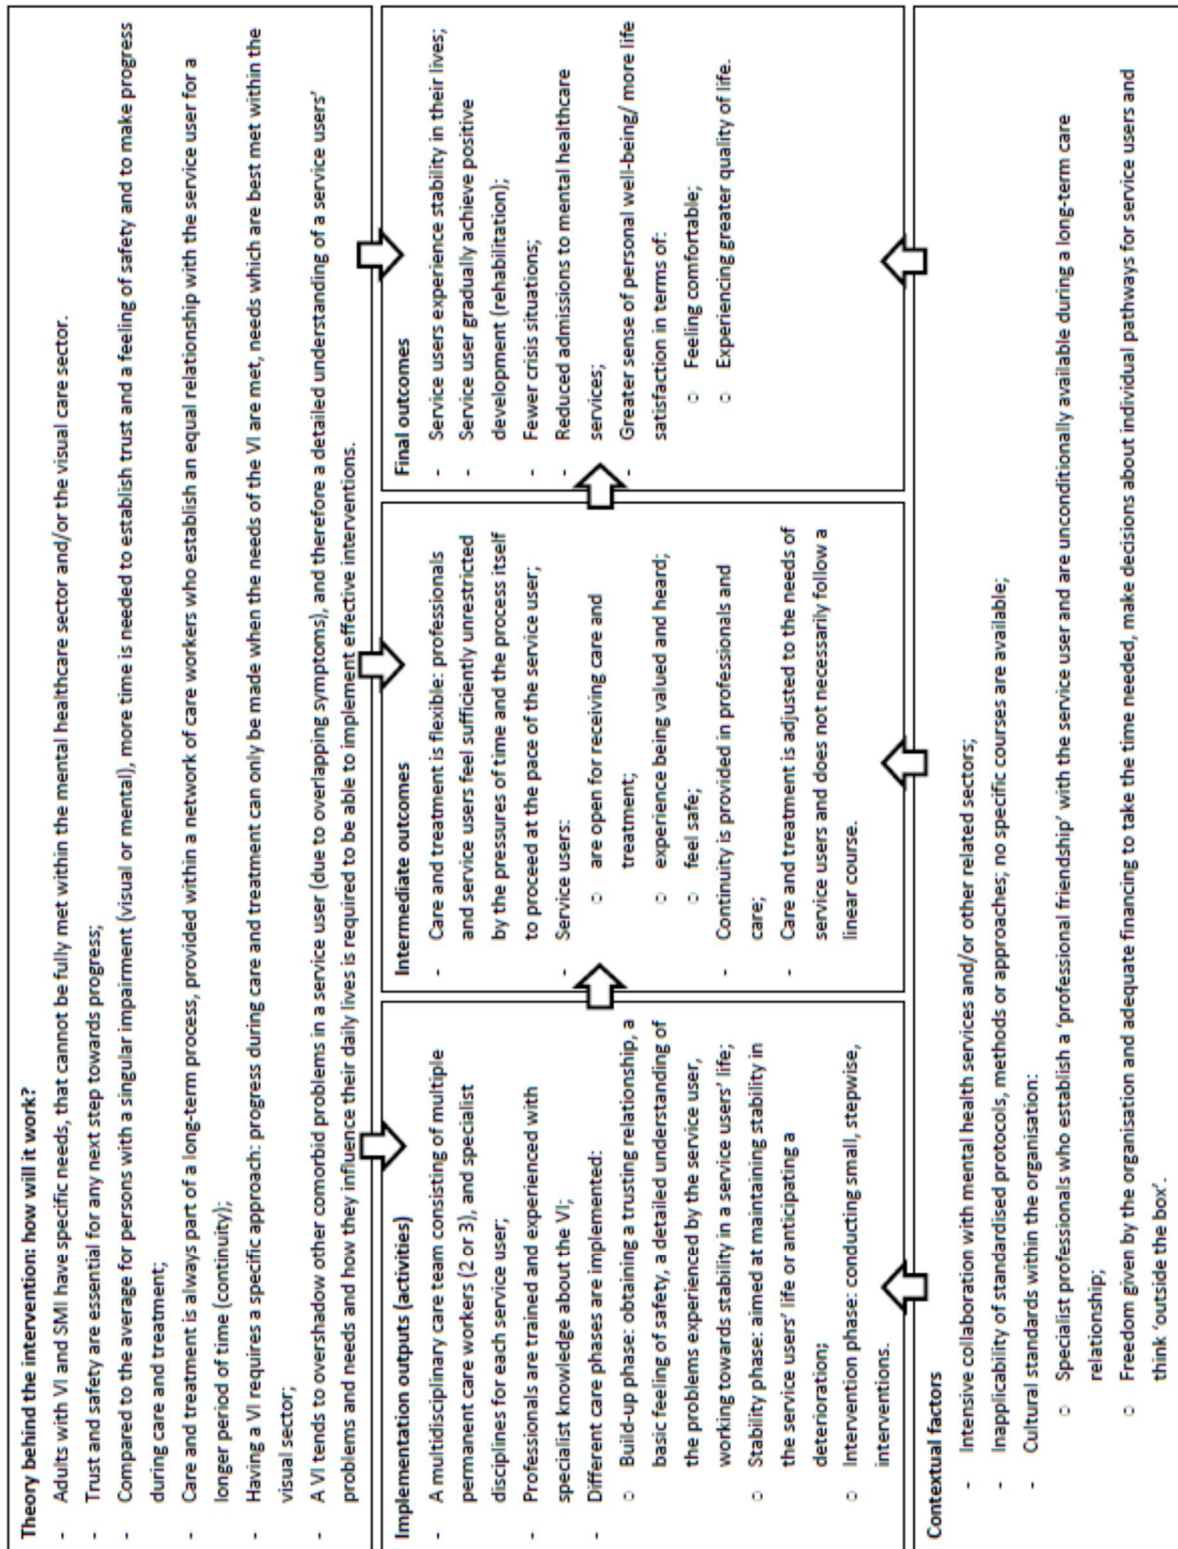 Theory behind the intervention: how will it work?
- Adults with VI and SMI have specific needs, that cannot be fully met within the mental healthcare sector and/or the visual care sector.
- Trust and safety are essential for any next step towards progress;
- Compared to the average for persons with a singular impairment (visual or mental), more time is needed to establish trust and a feeling of safety and to make progress
during care and treatment;
- Care and treatment is always part of a long-term process, provided within a network of care workers who establish an equal relationship with the service user for a
longer period of time (continuity);
- Having a VI requires a specific approach: progress during care and treatment can only be made when the needs of the VI are met, needs which are best met within the
visual sector;
- A VI tends to overshadow other comorbid problems in a service user (due to overlapping symptoms), and therefore a detailed understanding of a service users'
problems and needs and how they influence their daily lives is required to be able to implement effective interventions.
Implementation outputs (activities)
- A multidisciplinary care team consisting of multiple
permanent care workers (2 or 3), and specialist
disciplines for each service user;
- Professionals are trained and experienced with
specialist knowledge about the VI;
- Different care phases are implemented:
○ Build-up phase: obtaining a trusting relationship, a
basic feeling of safety, a detailed understanding of
the problems experienced by the service user,
working towards stability in a service users' life;
○ Stability phase: aimed at maintaining stability in
the service users' life or anticipating a
deterioration;
○ Intervention phase: conducting small, stepwise,
interventions.
Intermediate outcomes
- Care and treatment is flexible: professionals
and service users feel sufficiently unrestricted
by the pressures of time and the process itself
to proceed at the pace of the service user;
- Service users:
○ are open for receiving care and
treatment;
○ experience being valued and heard;
○ feel safe;
- Continuity is provided in professionals and
care;
- Care and treatment is adjusted to the needs of
service users and does not necessarily follow a
linear course.
Final outcomes
- Service users experience stability in their lives;
- Service user gradually achieve positive
development (rehabilitation);
- Fewer crisis situations;
- Reduced admissions to mental healthcare
services;
- Greater sense of personal well-being/ more life
satisfaction in terms of:
○ Feeling comfortable;
○ Experiencing greater quality of life.
Contextual factors
- Intensive collaboration with mental health services and/or other related sectors;
- Inapplicability of standardised protocols, methods or approaches; no specific courses are available;
- Cultural standards within the organisation:
○ Specialist professionals who establish a 'professional friendship' with the service user and are unconditionally available during a long-term care
relationship;
○ Freedom given by the organisation and adequate financing to take the time needed, make decisions about individual pathways for service users and
think 'outside the box'.